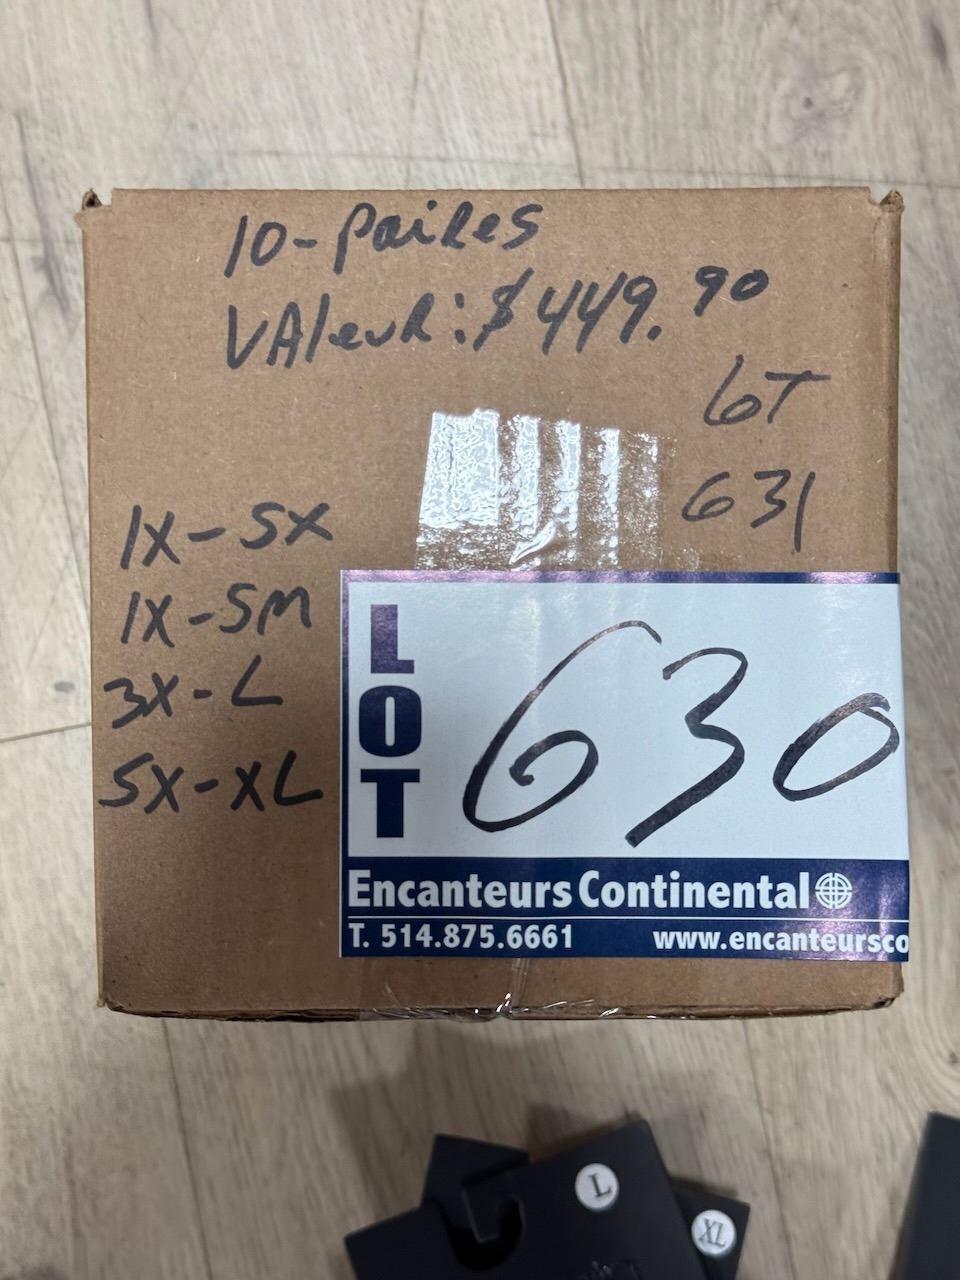 10-Paires
VAleuR: $449.90
LoT
631
1X-SX
1X-SM
3X-L
5X-XL
LOT
630
Encanteurs Continental
T. 514.875.6661
www.encanteursco
L
XL